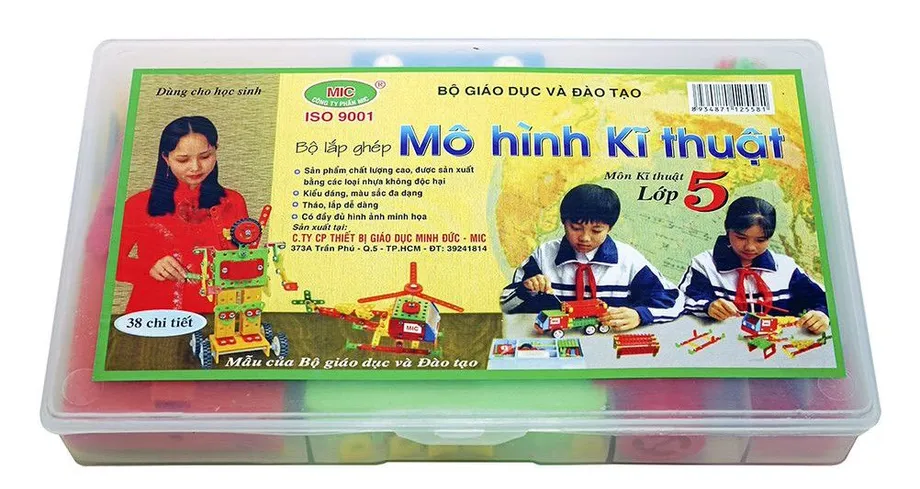 Dùng cho học sinh
MIC
®
CÔNG TY PHẦN MIC
ISO 9001
BỘ GIÁO DỤC VÀ ĐÀO TẠO
8934871125581
Bộ lắp ghép Mô hình Kĩ thuật
Sản phẩm chất lượng cao, được sản xuất
bằng các loại nhựa không độc hại
Kiểu dáng, màu sắc đa dạng
Tháo, lắp dễ dàng
Có đầy đủ hình ảnh minh họa
Sản xuất tại:
C.TY CP THIẾT BỊ GIÁO DỤC MINH ĐỨC - MIC
373A Trần Phú - Q.5 - TP.HCM - ĐT: 39241814
Môn Kĩ thuật
Lớp 5
MIC
MIC
38 chi tiết
Mẫu của Bộ giáo dục và Đào tạo